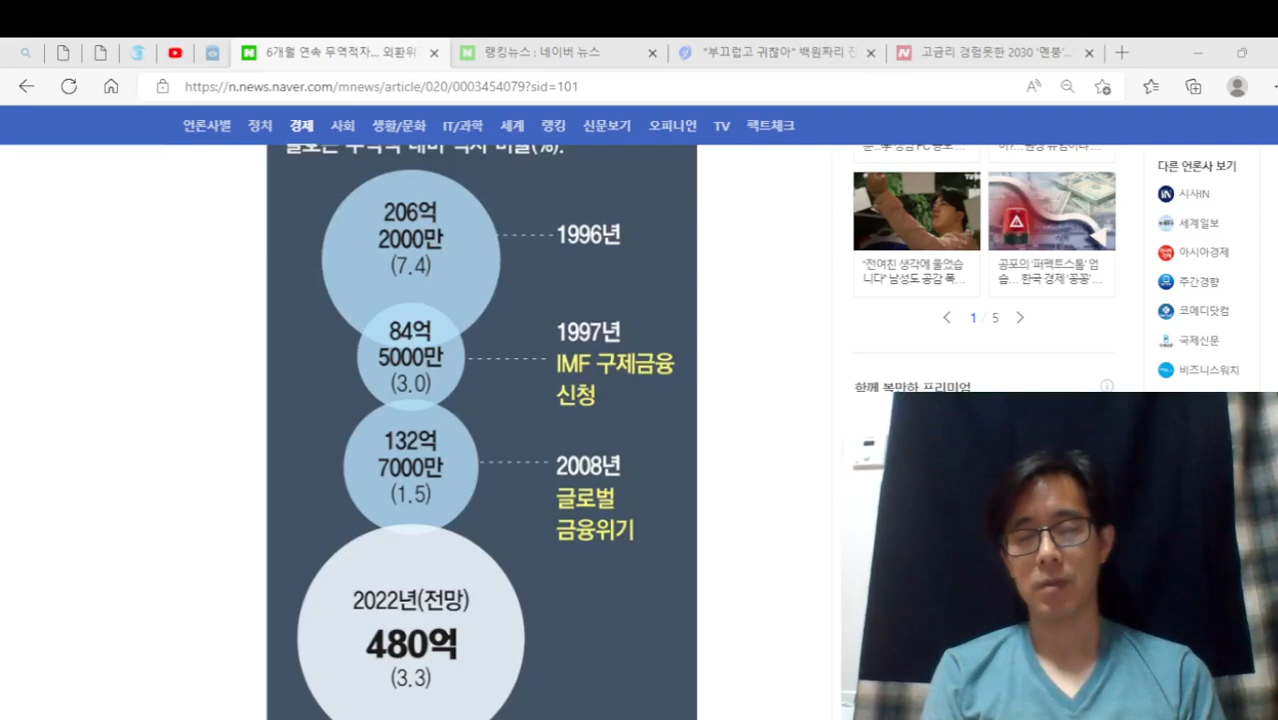 6개월 연속 무역적자... 외환위
랭킹뉴스 : 네이버 뉴스
"부끄럽고 귀찮아" 백원짜리 잔
고금리 경험못한 2030 '멘붕'...
https://n.news.naver.com/mnews/article/020/0003454079?sid=101
언론사별 정치 경제 사회 생활/문화 IT/과학 세계 랭킹 신문보기 오피니언 TV 팩트체크
206억
2000만
(7.4)
1996년
84억
5000만
(3.0)
1997년
IMF 구제금융
신청
132억
7000만
(1.5)
2008년
글로벌
금융위기
2022년(전망)
480억
(3.3)
"전여친 생각에 울었습
니다" 남성도 공감 폭...
공포의 '퍼펙트스톰' 엄
습... 한국 경제 '꽁꽁'...
1 / 5
함께 볼만한 프리미엄
다른 언론사 보기
시사IN
세계일보
아시아경제
주간경향
코메디닷컴
국제신문
비즈니스워치